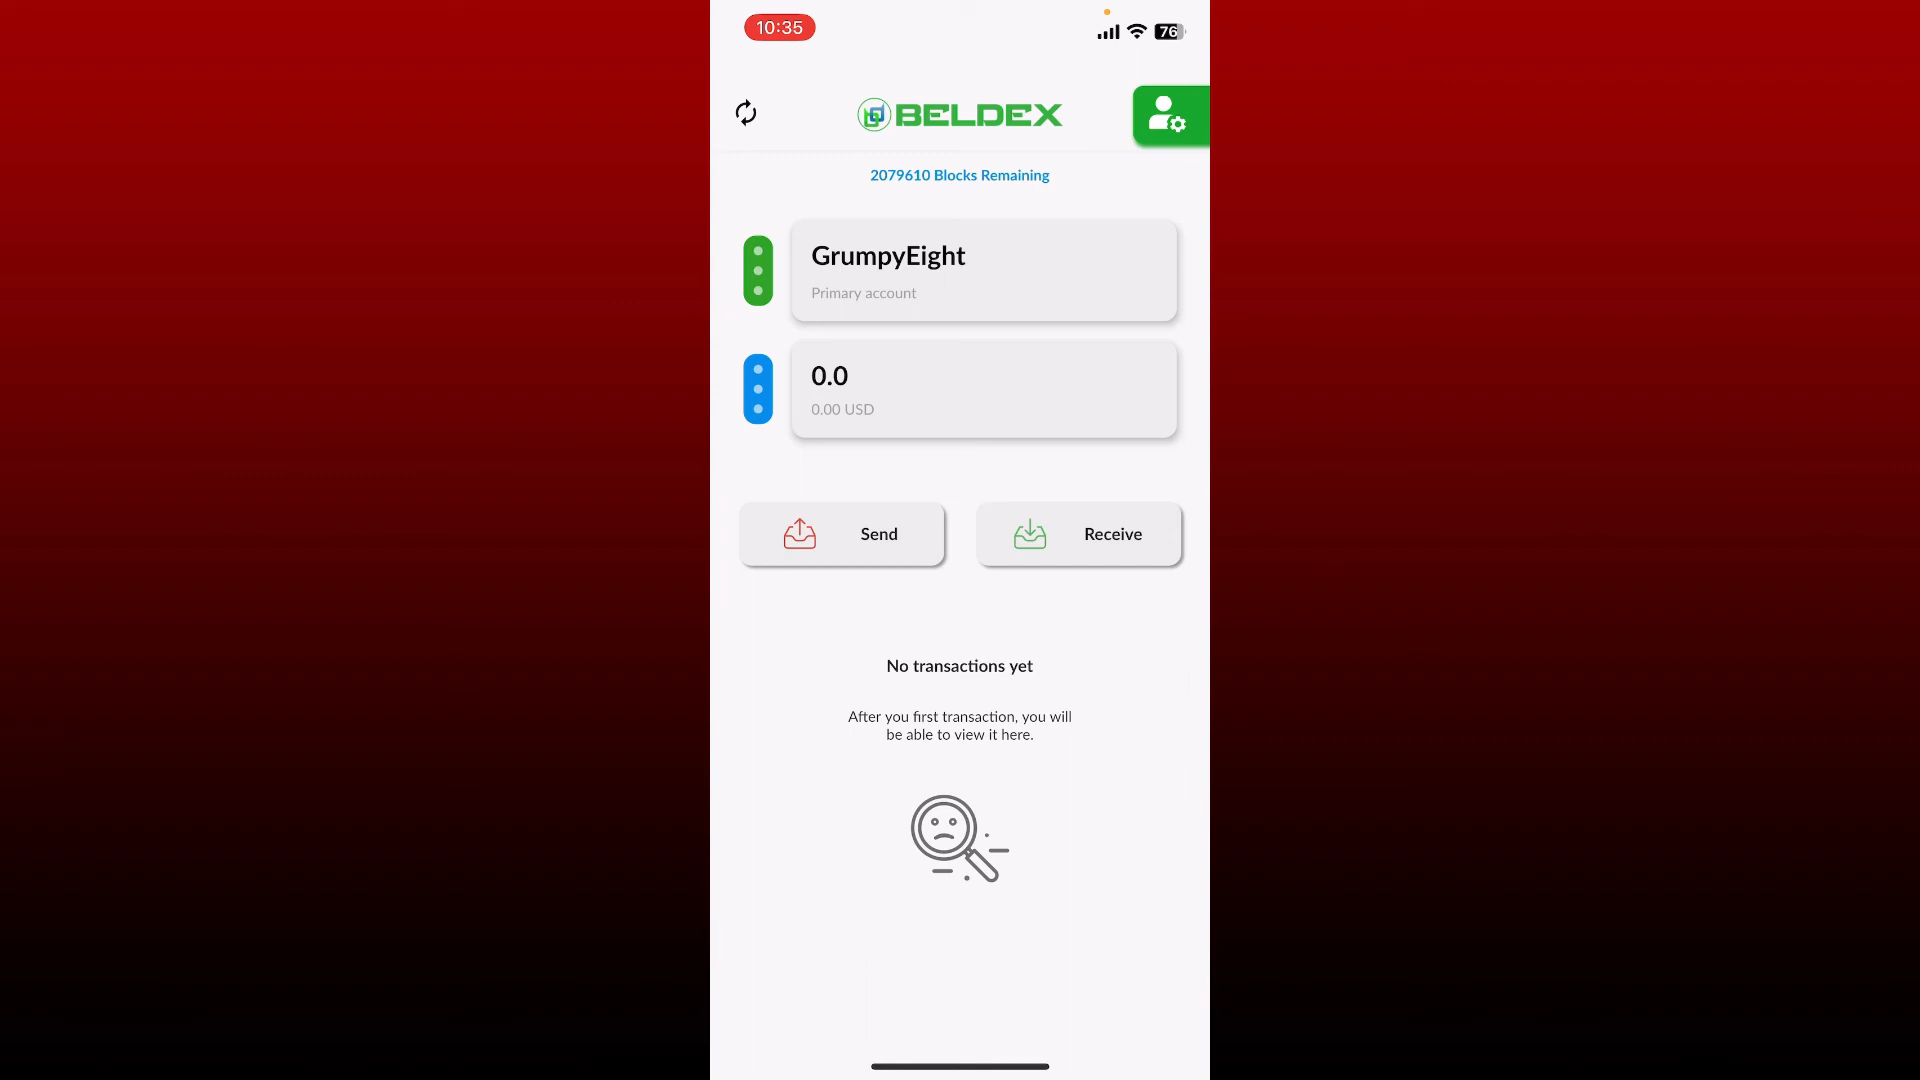 10:35
76
BELDEX
2079610 Blocks Remaining
GrumpyEight
Primary account
0.0
0.00 USD
Send
Receive
No transactions yet
After you first transaction, you will
be able to view it here.